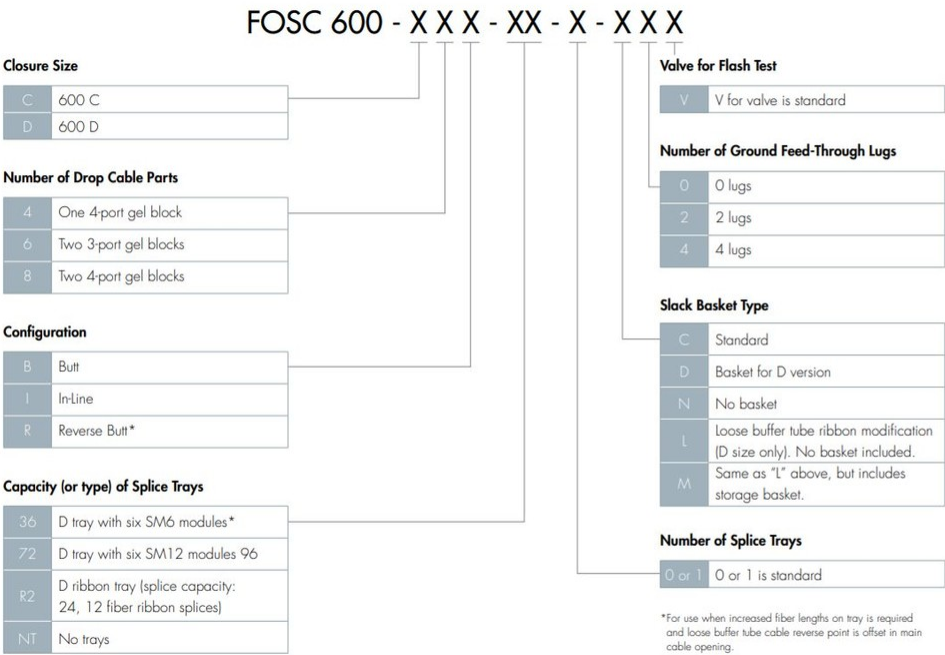 FOSC 600 - X X X - XX - X - X X X
Closure Size
C 600 C
D 600 D
Number of Drop Cable Parts
4 One 4-port gel block
6 Two 3-port gel blocks
8 Two 4-port gel blocks
Configuration
B Butt
I In-Line
R Reverse Butt*
Capacity (or type) of Splice Trays
36 D tray with six SM6 modules*
72 D tray with six SM12 modules 96
R2 D ribbon tray (splice capacity:
24, 12 fiber ribbon splices)
NT No trays
Valve for Flash Test
V V for valve is standard
Number of Ground Feed-Through Lugs
0 0 lugs
2 2 lugs
4 4 lugs
Slack Basket Type
C Standard
D Basket for D version
N No basket
L Loose buffer tube ribbon modification
(D size only). No basket included.
M Same as "L" above, but includes
storage basket.
Number of Splice Trays
0 or 1 0 or 1 is standard
*For use when increased fiber lengths on tray is required
and loose buffer tube cable reverse point is offset in main
cable opening.